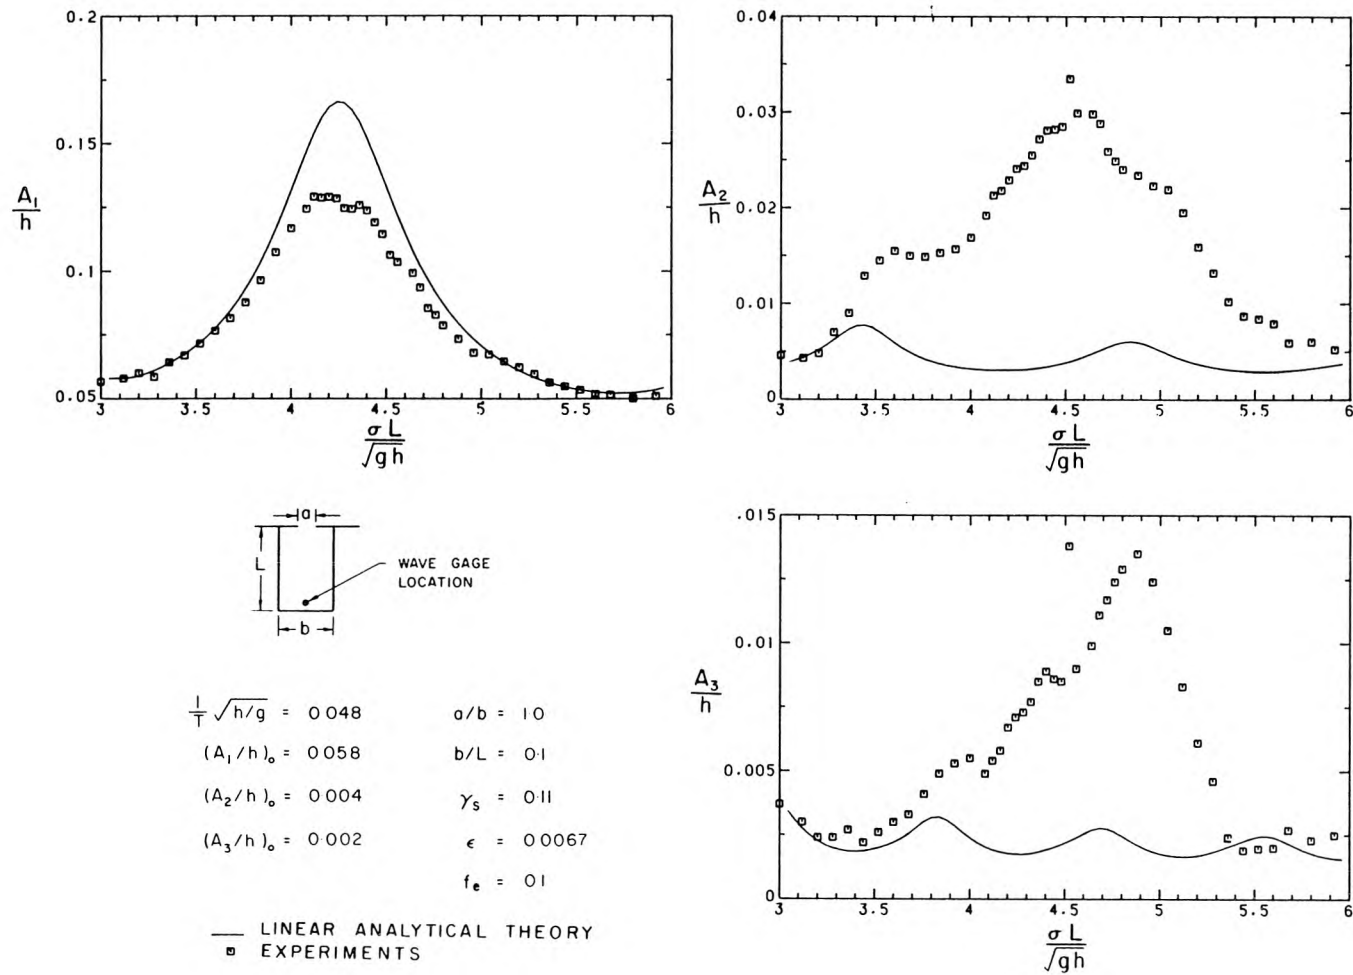 0.2
0.15
0.1
0.05
A₁/h
3 4 4.5 5 5.5 6
σL/√gh
0.04
0.03
0.02
0.01
0
A₂/h
3 3.5 4 4.5 5 5.5 6
σL/√gh
a
L
b
WAVE GAGE
LOCATION
.015
0.01
0.005
0
A₃/h
3 3.5 4 4.5 5 5.5 6
σL/√gh
1/T √h/g = 0.048
(A₁/h)₀ = 0.058
(A₂/h)₀ = 0.004
(A₃/h)₀ = 0.002
a/b = 1.0
b/L = 0.1
γs = 0.11
ϵ = 0.0067
fe = 0.1
LINEAR ANALYTICAL THEORY
EXPERIMENTS